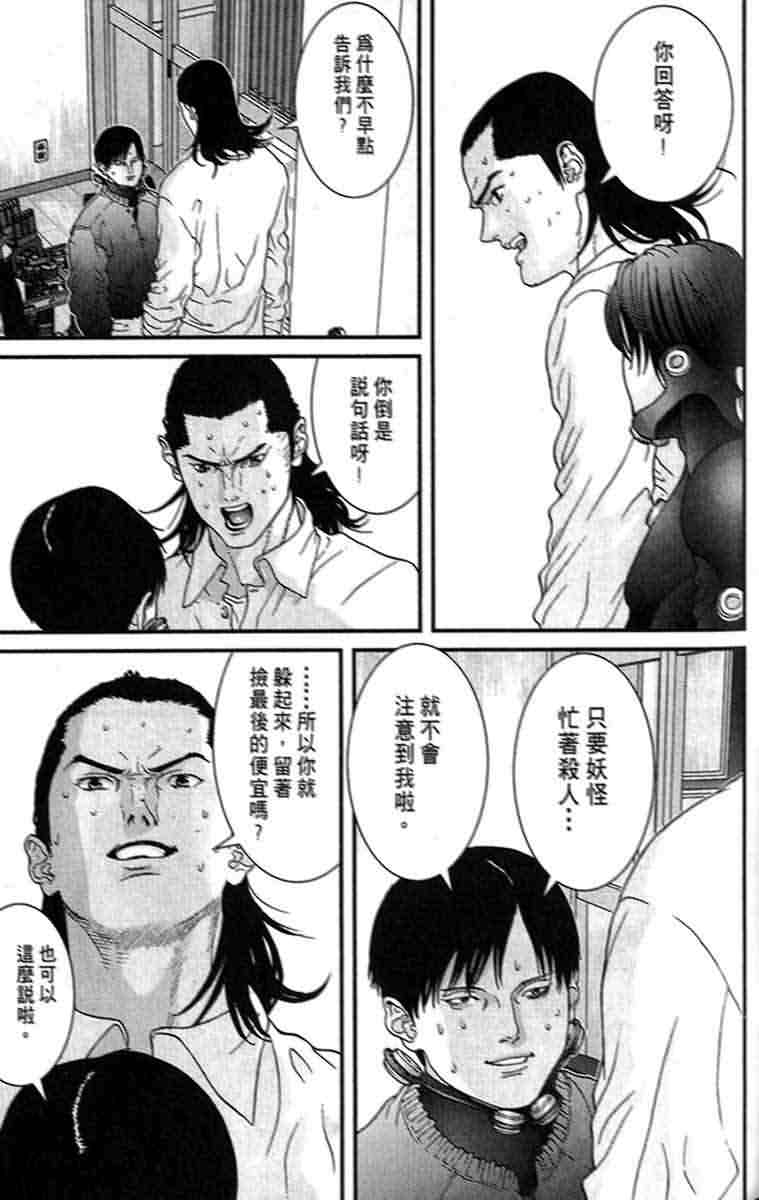 你回答呀！
爲什麼不早點
告訴我們？
你倒是
説句話呀！
只要妖怪
忙著殺人…
就不會
注意到我啦。
……所以你就
躲起來，留著
撿最後的便宜嗎？
也可以
這麼説啦。